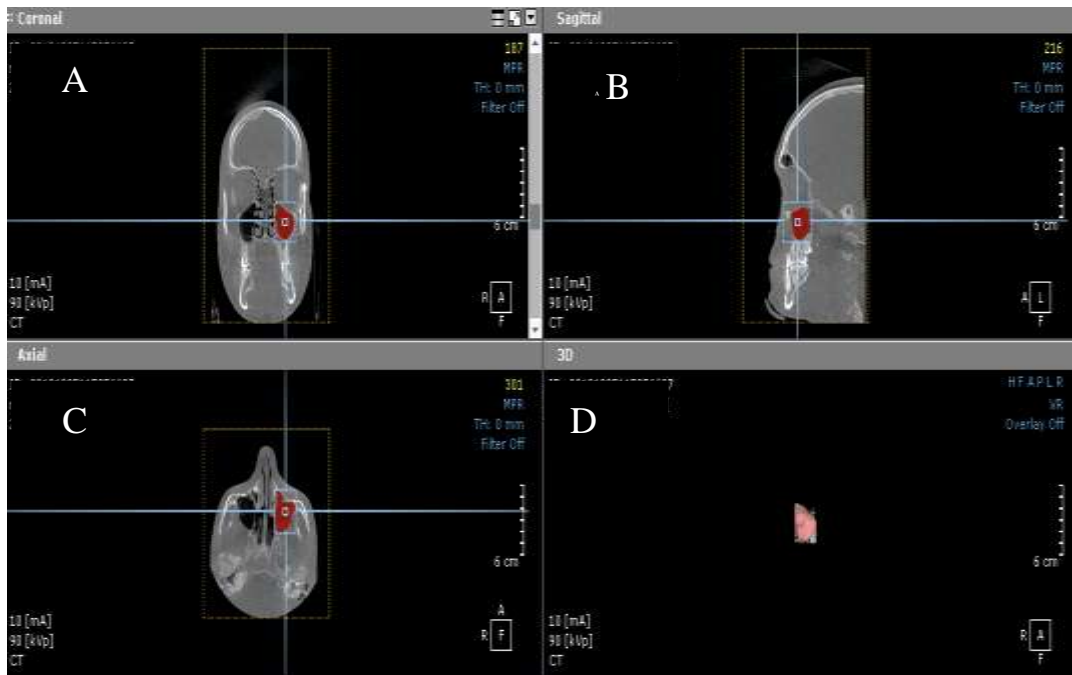 Coronal
A
187
MPR
TH: 0 mm
Filter Off
6 cm
10 [mA]
90 [kVp]
CT
R A
F
Sagittal
A B
216
MPR
TH: 0 mm
Filter Off
6 cm
10 [mA]
90 [kVp]
CT
A L
F
Axial
C
301
MPR
TH: 0 mm
Filter Off
6 cm
10 [mA]
90 [kVp]
CT
A
R F
F
3D
7
D
H F A P L R
VR
Overlay Off
6 cm
10 [mA]
90 [kVp]
CT
R A
F